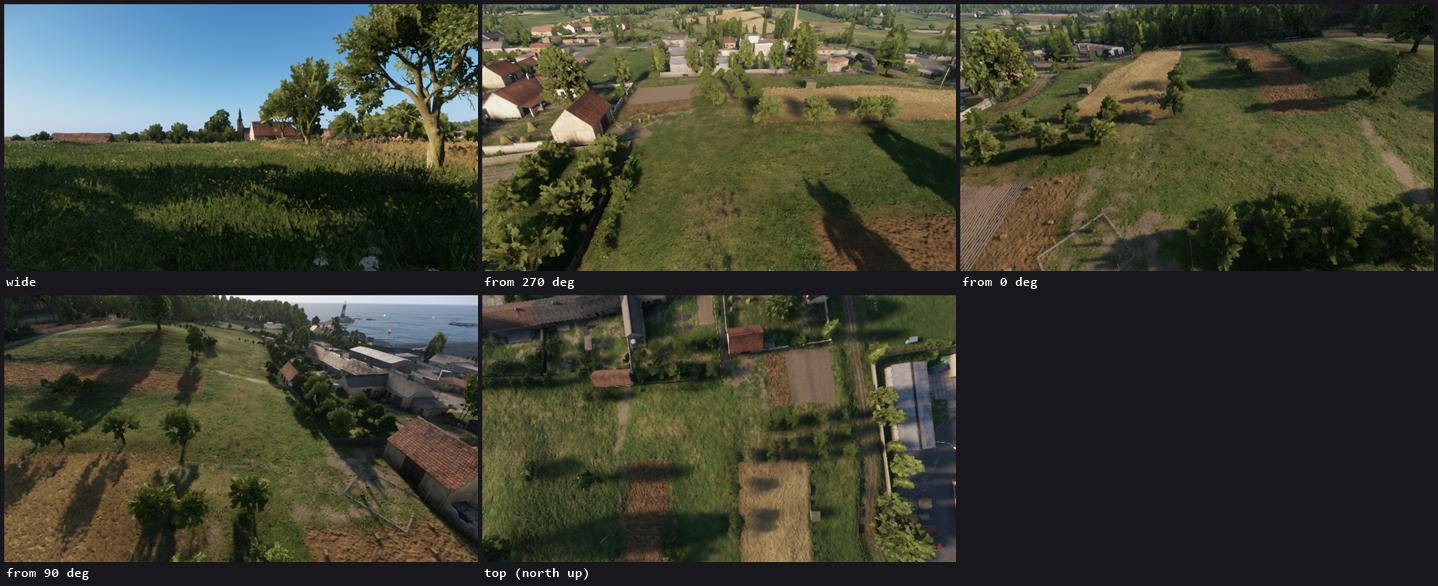 wide
from 270 deg
from 0 deg
from 90 deg
top (north up)